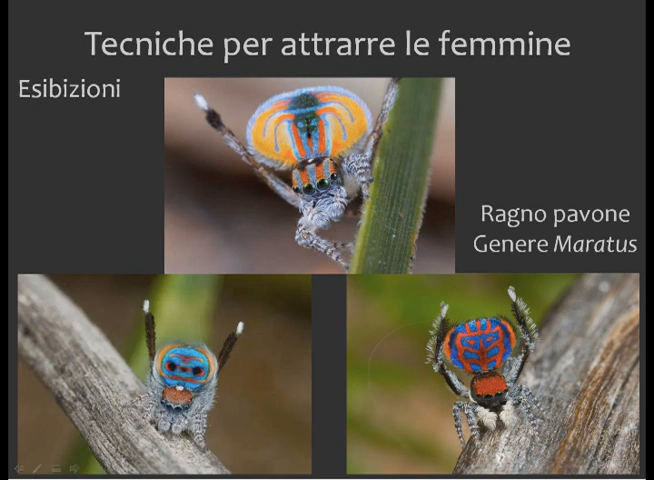 Tecniche per attrarre le femmine
Esibizioni
Ragno pavone
Genere Maratus